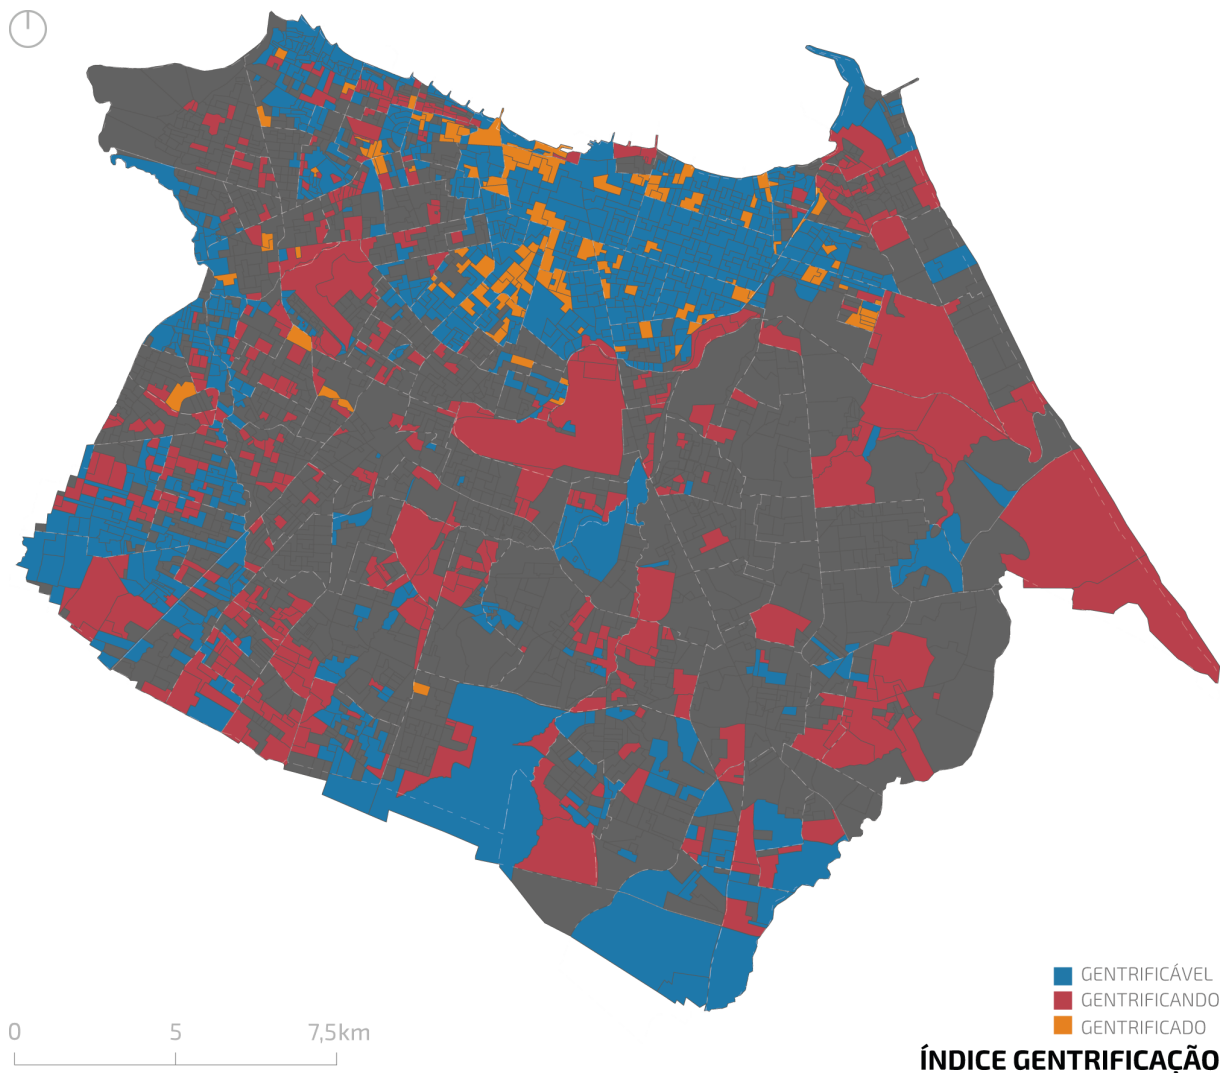 GENTRIFICÁVEL
GENTRIFICANDO
GENTRIFICADO
0 5 7,5km
ÍNDICE GENTRIFICAÇÃO